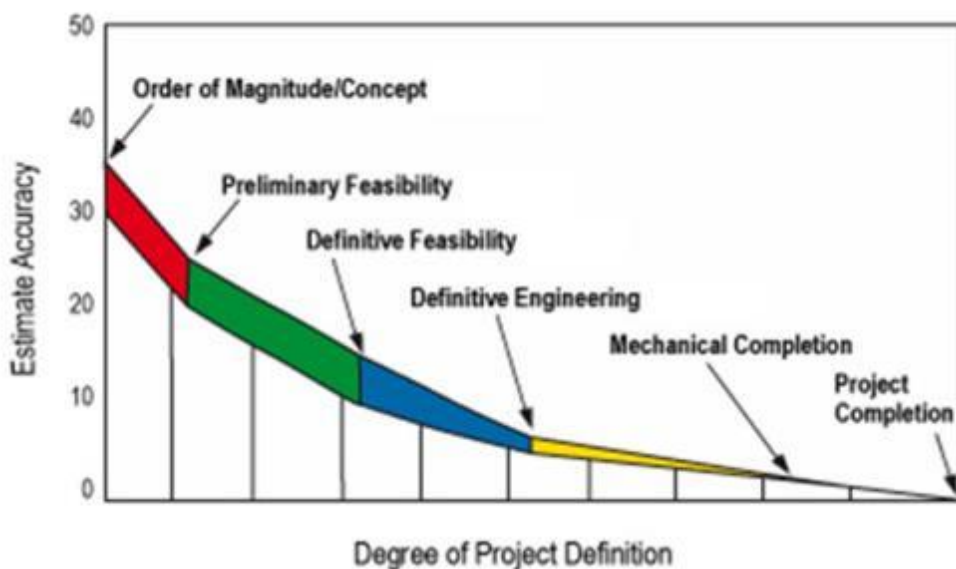 50
Order of Magnitude/Concept
40
Preliminary Feasibility
30
Definitive Feasibility
Definitive Engineering
20
Mechanical Completion
Project
Completion
10
0
Estimate Accuracy
Degree of Project Definition